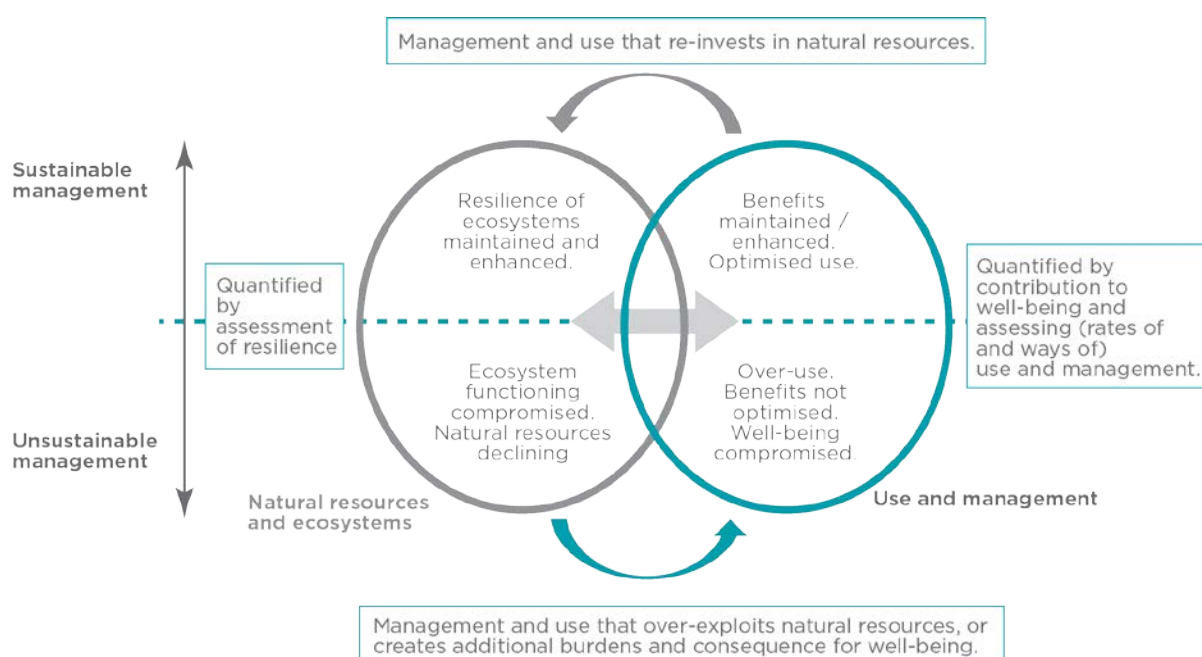 Management and use that re-invests in natural resources.
Sustainable
management
Resilience of
ecosystems
maintained and
enhanced.
Benefits
maintained /
enhanced.
Optimised use.
Quantified
by
assessment
of resilience
Quantified by
contribution to
well-being and
assessing (rates of
and ways of)
use and management.
Ecosystem
functioning
compromised.
Natural resources
declining
Over-use.
Benefits not
optimised.
Well-being
compromised.
Unsustainable
management
Natural resources
and ecosystems
Use and management
Management and use that over-exploits natural resources, or
creates additional burdens and consequence for well-being.